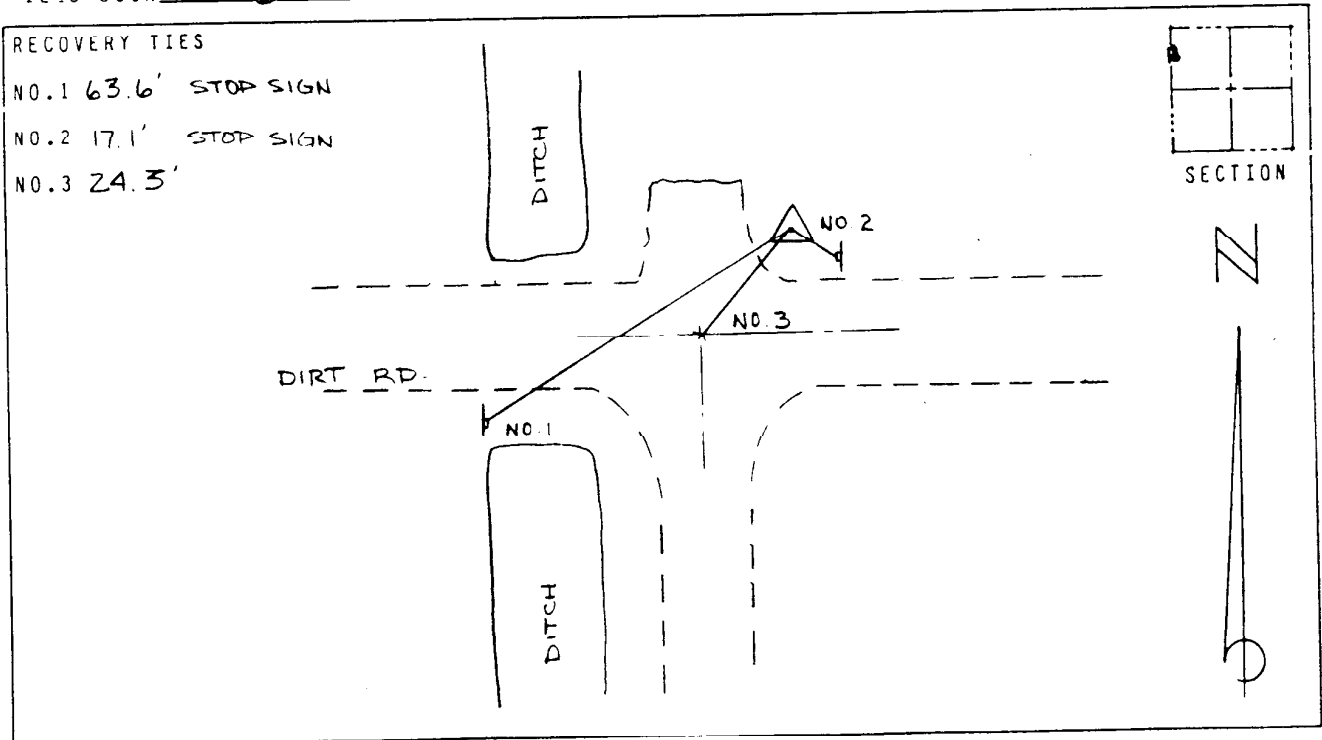 RECOVERY TIES
NO.1 63.6' STOP SIGN
NO.2 17.1' STOP SIGN
NO.3 24.3'
DITCH
SECTION
NO. 2
N
NO. 3
DIRT RD.
NO. 1
DITCH